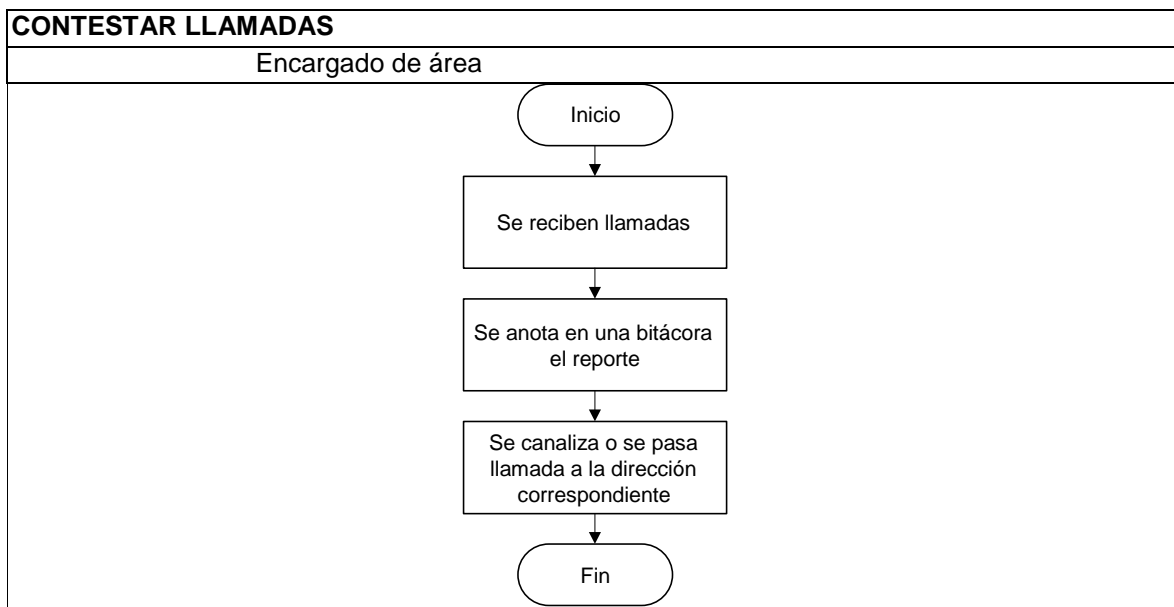 CONTESTAR LLAMADAS
Encargado de área
Inicio
Se reciben llamadas
Se anota en una bitácora
el reporte
Se canaliza o se pasa
llamada a la dirección
correspondiente
Fin